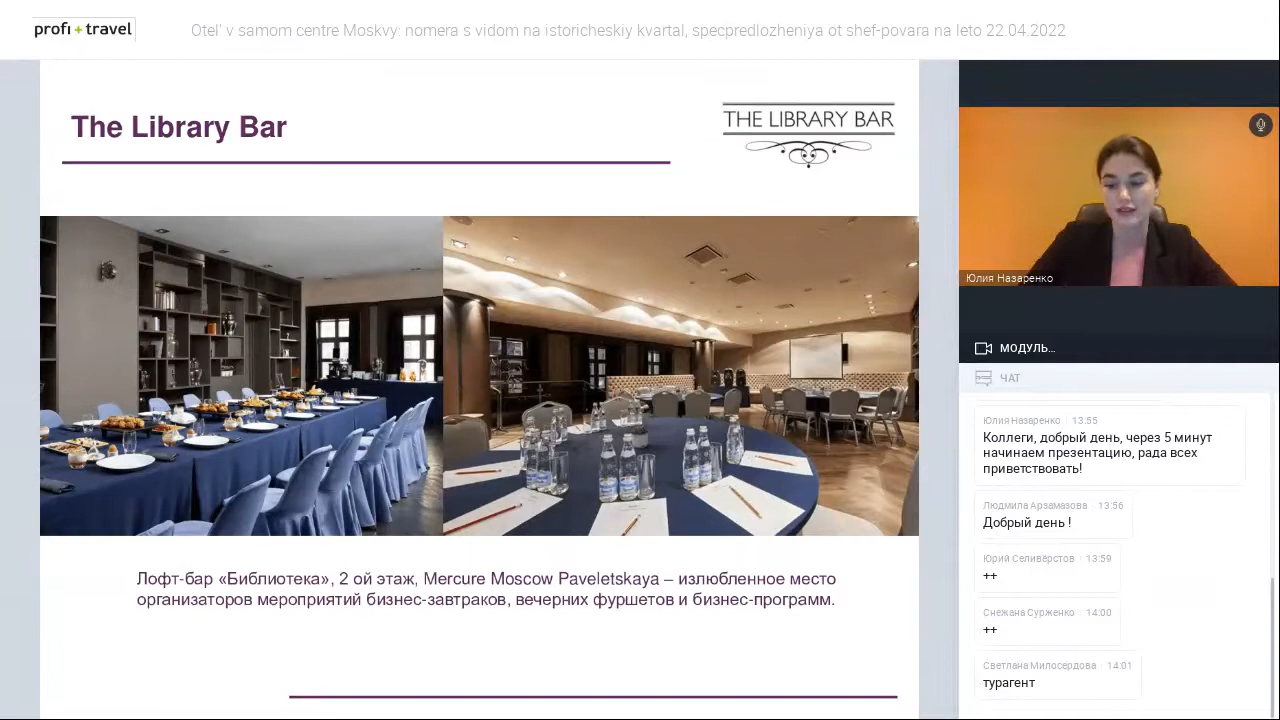 profi travel
Otel' v samom centre Moskvy: nomera s vidom na istoricheskiy kvartal, specpredlozheniya ot shef-povara na leto 22.04.2022
The Library Bar
THE LIBRARY BAR
Лофт-бар «Библиотека», 2 ой этаж, Mercure Moscow Paveletskaya – излюбленное место
организаторов мероприятий бизнес-завтраков, вечерних фуршетов и бизнес-программ.
Юлия Назаренко
МОДУЛЬ...
ЧАТ
Юлия Назаренко 13:55
Коллеги, добрый день, через 5 минут
начинаем презентацию, рада всех
приветствовать!
Людмила Арзамазова 13:56
Добрый день !
Юрий Селивёрстов 13:59
++
Снежана Сурженко 14:00
++
Светлана Милосердова 14:01
турагент